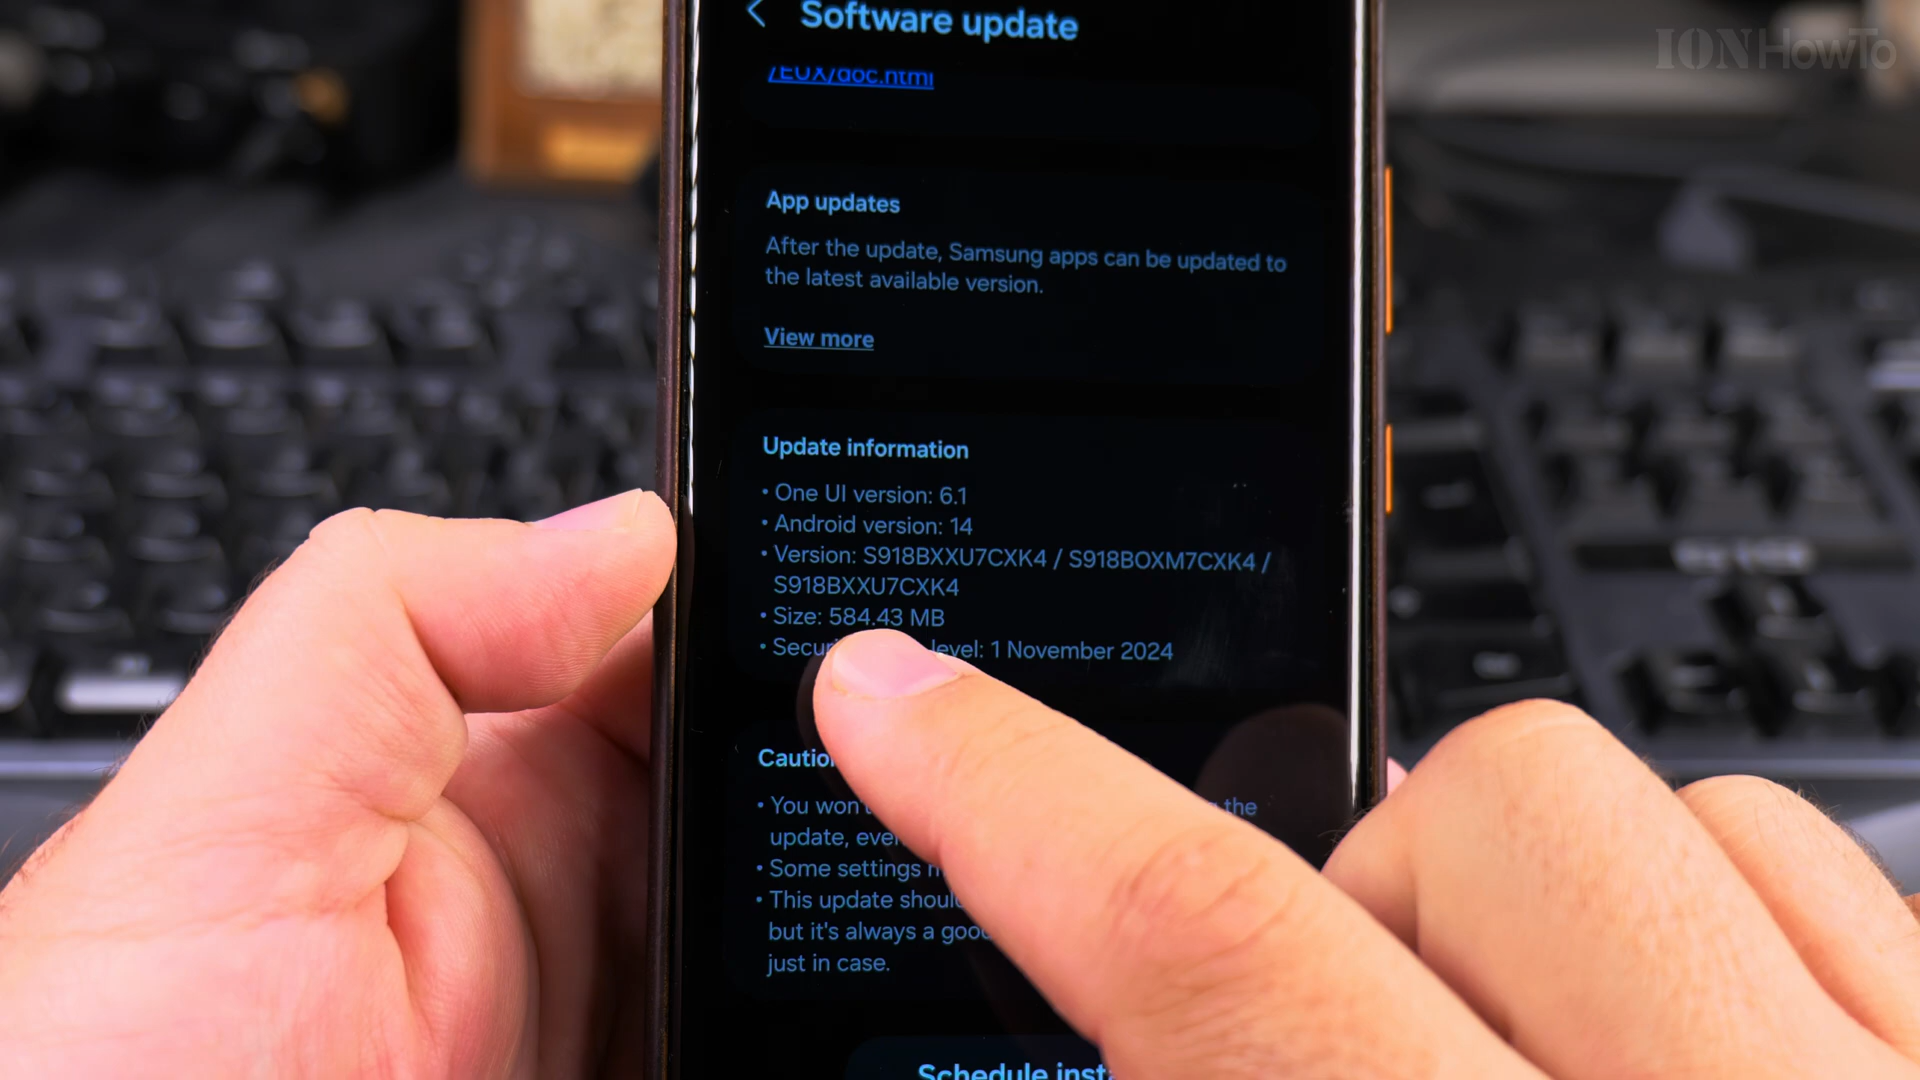 IONHowTo
Software update
/EUX/doc.html
App updates
After the update, Samsung apps can be updated to
the latest available version.
View more
Update information
• One UI version: 6.1
• Android version: 14
• Version: S918BXXU7CXK4 / S918BOXM7CXK4 /
S918BXXU7CXK4
• Size: 584.43 MB
level: 1 November 2024
• You won't the
update,
• Some settings
• This update
but it's always a
just in case.
Schedule